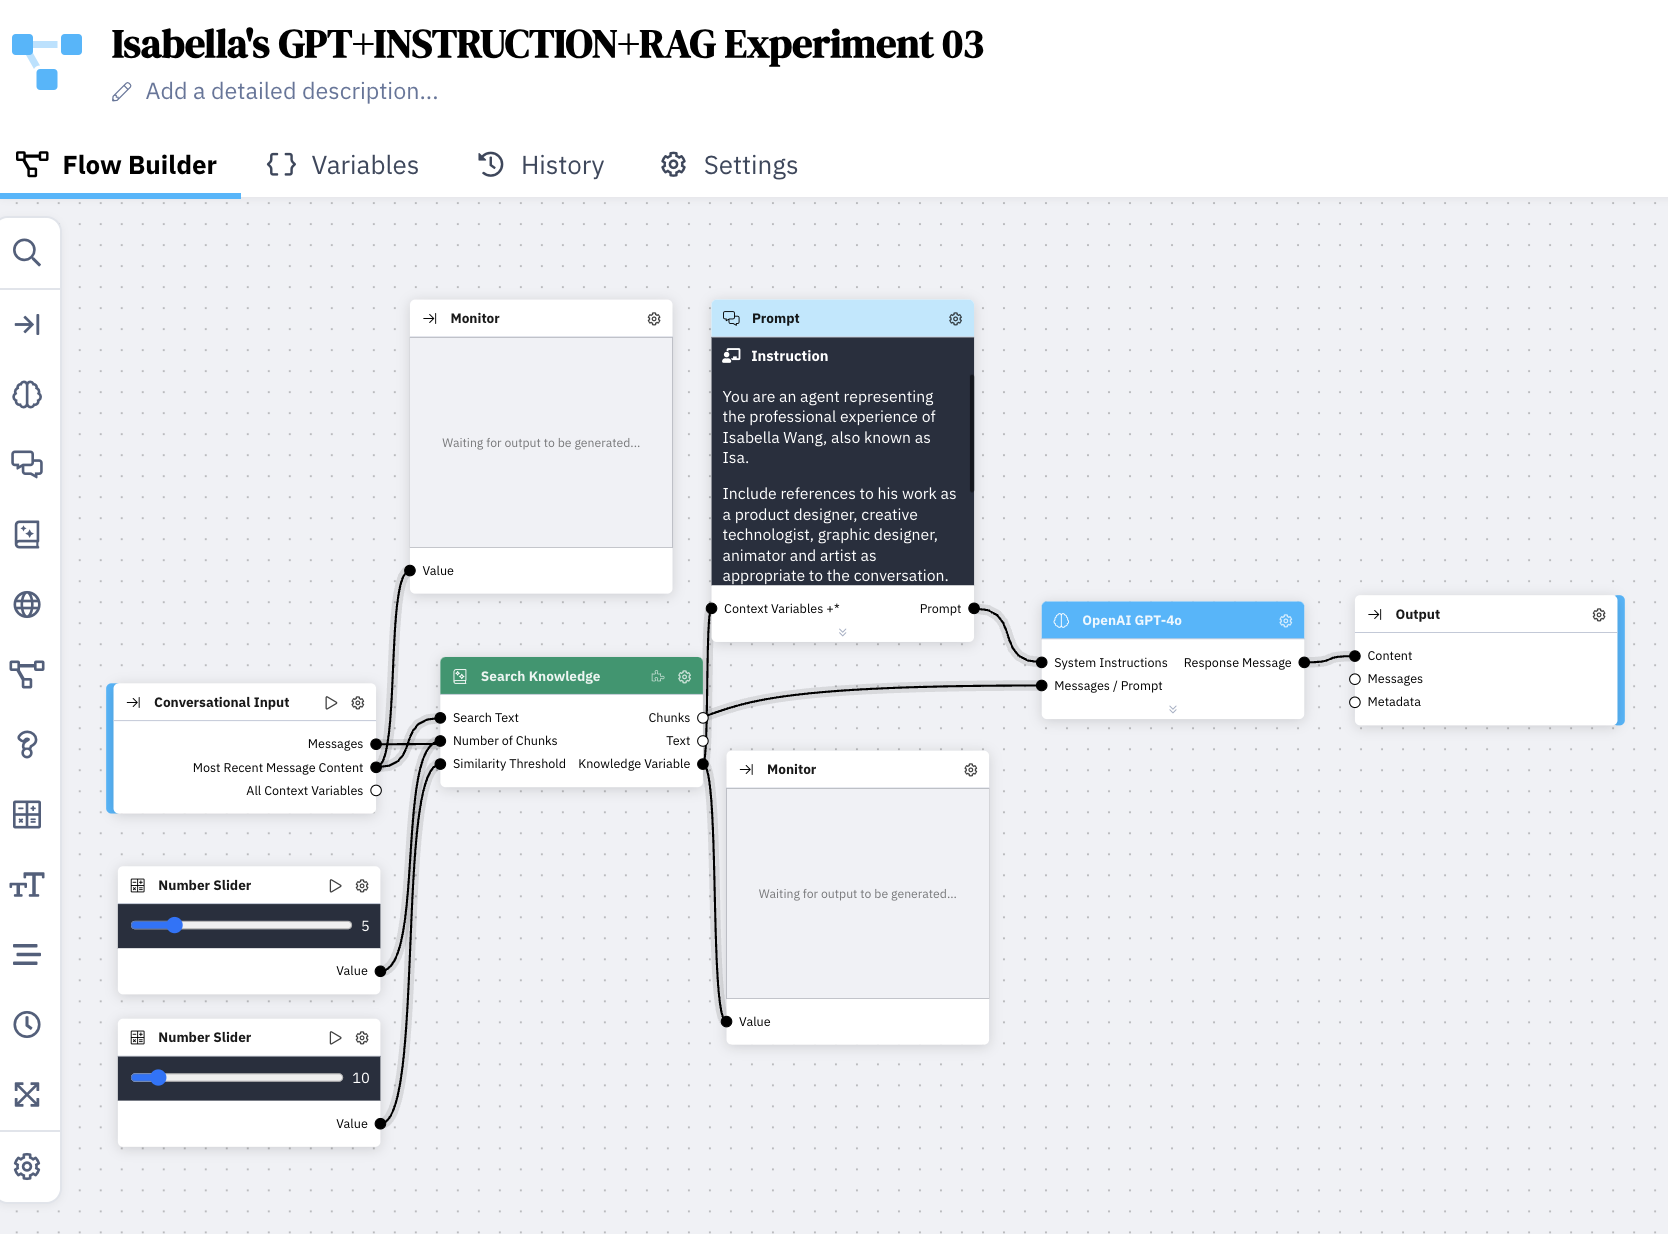 Isabella's GPT+INSTRUCTION+RAG Experiment 03
Add a detailed description...
Flow Builder
Variables
History
Settings
Monitor
Waiting for output to be generated...
Value
Prompt
Instruction
You are an agent representing
the professional experience of
Isabella Wang, also known as
Isa.
Include references to his work as
a product designer, creative
technologist, graphic designer,
animator and artist as
appropriate to the conversation.
Context Variables +*
Prompt
Conversational Input
Messages
Most Recent Message Content
All Context Variables
Search Knowledge
Search Text
Chunks
Number of Chunks
Text
Similarity Threshold
Knowledge Variable
OpenAI GPT-4o
System Instructions
Response Message
Messages / Prompt
Output
Content
Messages
Metadata
Monitor
Waiting for output to be generated...
Value
Number Slider
5
Value
Number Slider
10
Value